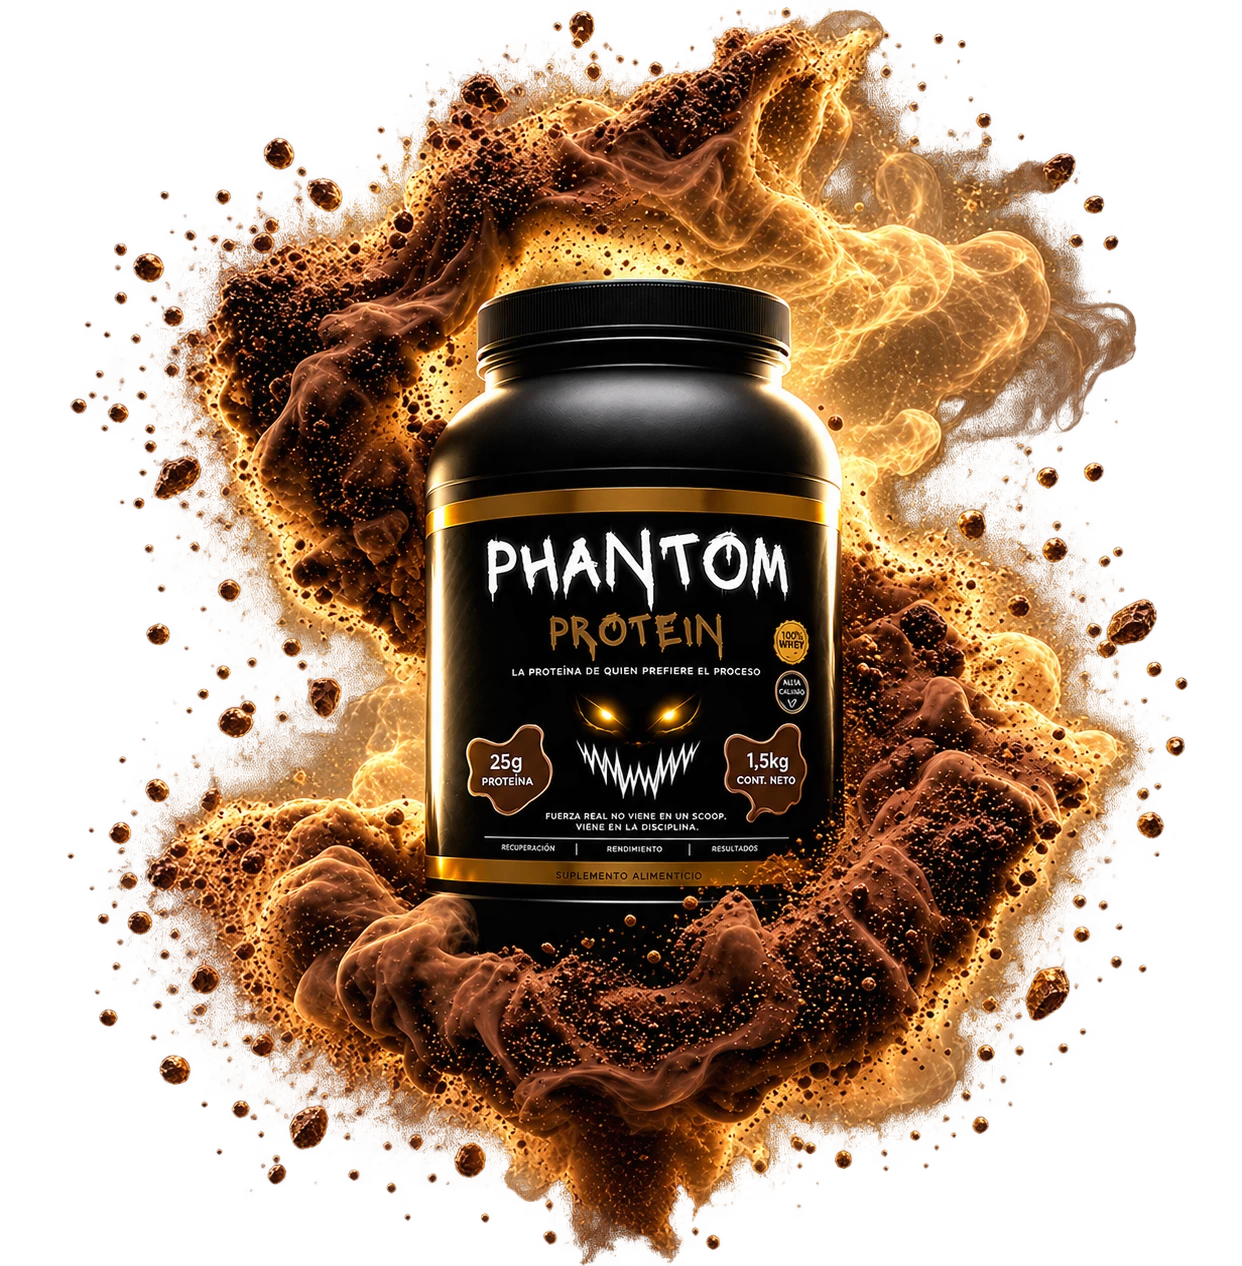 PHANTOM
PROTEIN
100%
WHEY
LA PROTEÍNA DE QUIEN PREFIERE EL PROCESO
25g
PROTEÍNA
1,5kg
CONT. NETO
FUERZA REAL NO VIENE EN UN SCOOP.
VIENE EN LA DISCIPLINA.
RECUPERACIÓN | RENDIMIENTO | RESULTADOS
SUPLEMENTO ALIMENTICIO